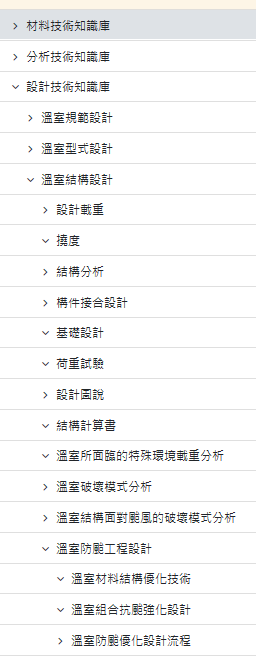 材料技術知識庫
分析技術知識庫
設計技術知識庫
溫室規範設計
溫室型式設計
溫室結構設計
設計載重
撓度
結構分析
構件接合設計
基礎設計
荷重試驗
設計圖說
結構計算書
溫室所面臨的特殊環境載重分析
溫室破壞模式分析
溫室結構面對颱風的破壞模式分析
溫室防颱工程設計
溫室材料結構優化技術
溫室組合抗颱強化設計
溫室防颱優化設計流程